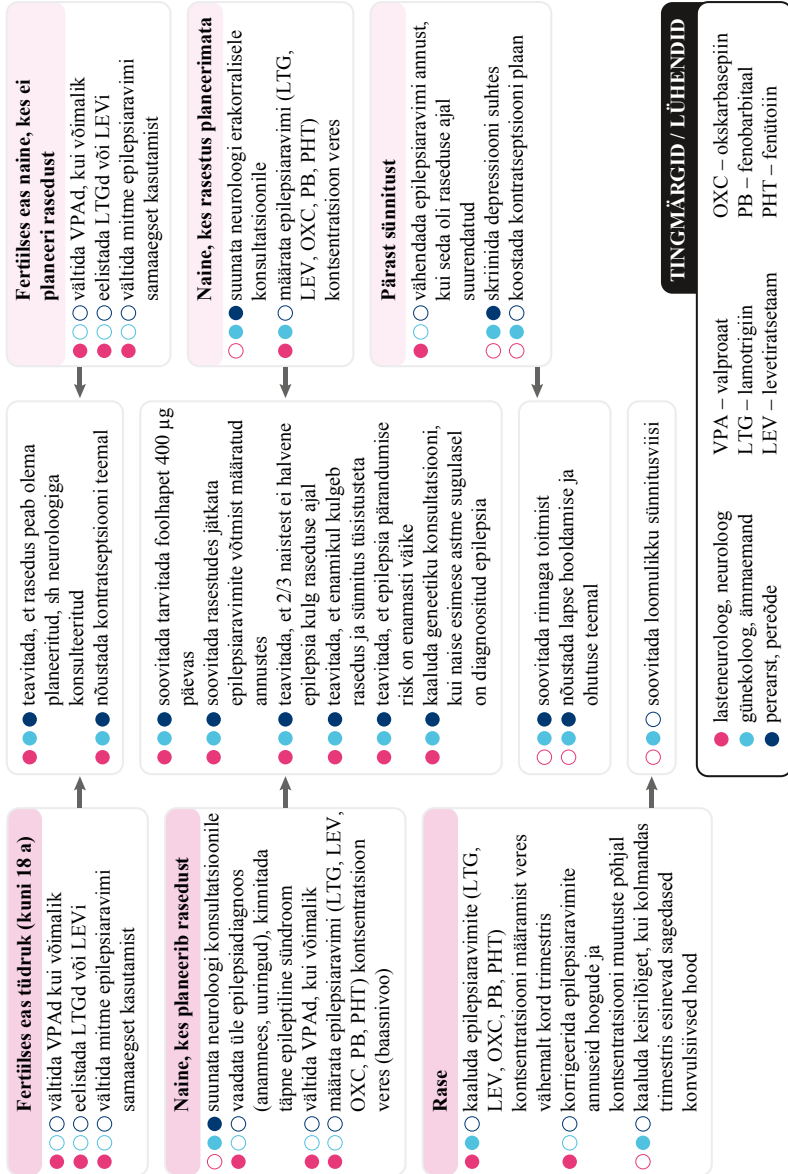 Fertiilses eas tüdruk (kuni 18 a)
vältida VPAd kui võimalik
eelistada LTGd või LEVi
vältida mitme epilepsiaravimi
samaaegset kasutamist
Naine, kes planeerib rasedust
suunata neuroloogi konsultatsioonile
vaadata üle epilepsiadiagnoos
(anamnees, uuringud), kinnitada
täpne epileptiline sündroom
vältida VPAd, kui võimalik
määrata epilepsiaravimi (LTG, LEV,
OXC, PB, PHT) kontsentratsioon
veres (baasnivoo)
Rase
kaaluda epilepsiaravimite (LTG,
LEV, OXC, PB, PHT)
kontsentratsiooni määramist veres
vähemalt kord trimestris
korrigeerida epilepsiaravimite
annuseid hoogude ja
kontsentratsiooni muutuste põhjal
kaaluda keisrilõiget, kui kolmandas
trimestris esinevad sagedased
konvulsiivsed hood
teavitada, et rasedus peab olema
planeeritud, sh neuroloogiga
konsulteeritud
nõustada kontratseptsiooni teemal
soovitada tarvitada foolhapet 400 µg
päevas
soovitada rasestudes jätkata
epilepsiaravimite võtmist määratud
annustes
teavitada, et 2/3 naistest ei halvene
epilepsia kulg raseduse ajal
teavitada, et enamikul kulgeb
rasedus ja sünnitus tüsistusteta
teavitada, et epilepsia pärandumise
risk on enamasti väike
kaaluda geneetiku konsultatsiooni,
kui naise esimese astme sugulasel
on diagnoositud epilepsia
soovitada rinnaga toitmist
nõustada lapse hooldamise ja
ohutuse teemal
soovitada loomulikku sünnitusviisi
Fertiilses eas naine, kes ei
planeeri rasedust
vältida VPAd, kui võimalik
eelistada LTGd või LEVi
vältida mitme epilepsiaravimi
samaaegset kasutamist
Naine, kes rasestus planeerimata
suunata neuroloogi erakorralisele
konsultatsioonile
määrata epilepsiaravimi (LTG,
LEV, OXC, PB, PHT)
kontsentratsioon veres
Pärast sünnitust
vähendada epilepsiaravimi annust,
kui seda oli raseduse ajal
suurendatud
skriinida depressiooni suhtes
koostada kontratseptsiooni plaan
TINGMÄRGID / LÜHENDID
lasteneuroloog, neuroloog
günekoloog, ämmaemand
perearst, pereõde
VPA – valproaat
LTG – lamotrigiin
LEV – levetiratsetaam
OXC – okskarbasepiin
PB – fenobarbitaal
PHT – fenütoiin